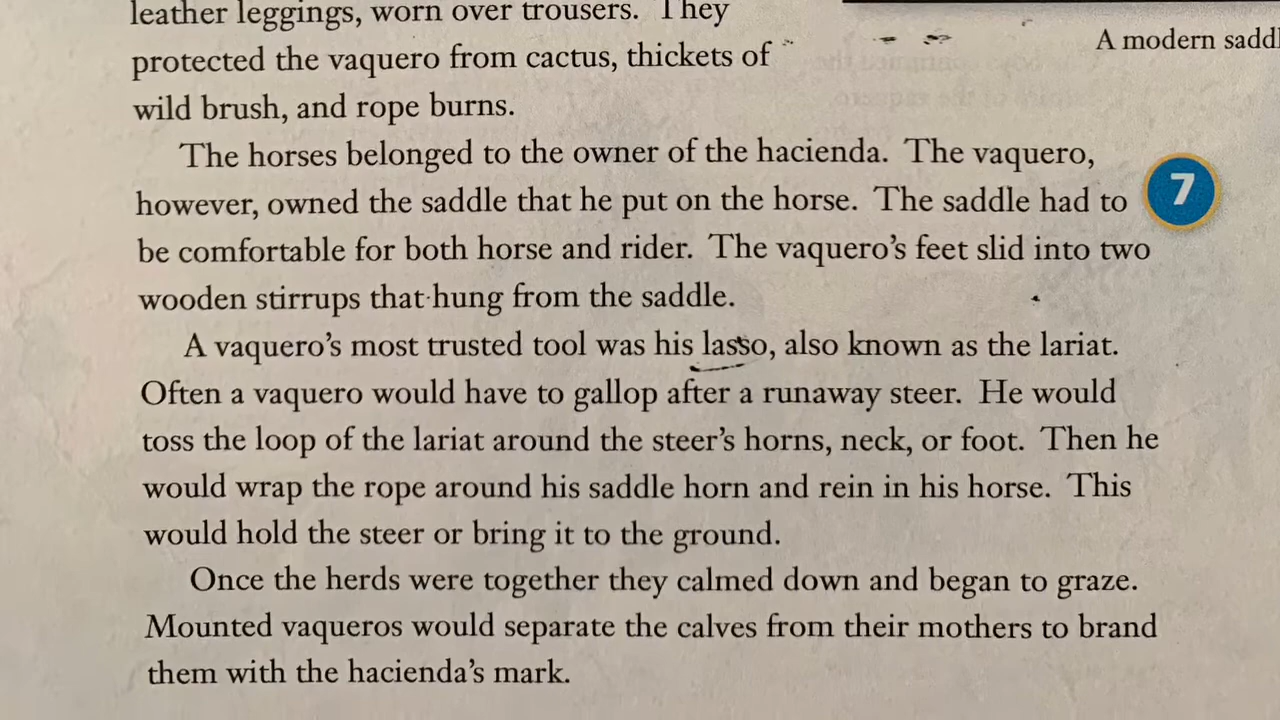 leather leggings, worn over trousers. They
protected the vaquero from cactus, thickets of
wild brush, and rope burns.
A modern saddl
The horses belonged to the owner of the hacienda. The vaquero,
however, owned the saddle that he put on the horse. The saddle had to
be comfortable for both horse and rider. The vaquero's feet slid into two
wooden stirrups that hung from the saddle.
7
A vaquero's most trusted tool was his lasso, also known as the lariat.
Often a vaquero would have to gallop after a runaway steer. He would
toss the loop of the lariat around the steer's horns, neck, or foot. Then he
would wrap the rope around his saddle horn and rein in his horse. This
would hold the steer or bring it to the ground.
Once the herds were together they calmed down and began to graze.
Mounted vaqueros would separate the calves from their mothers to brand
them with the hacienda's mark.